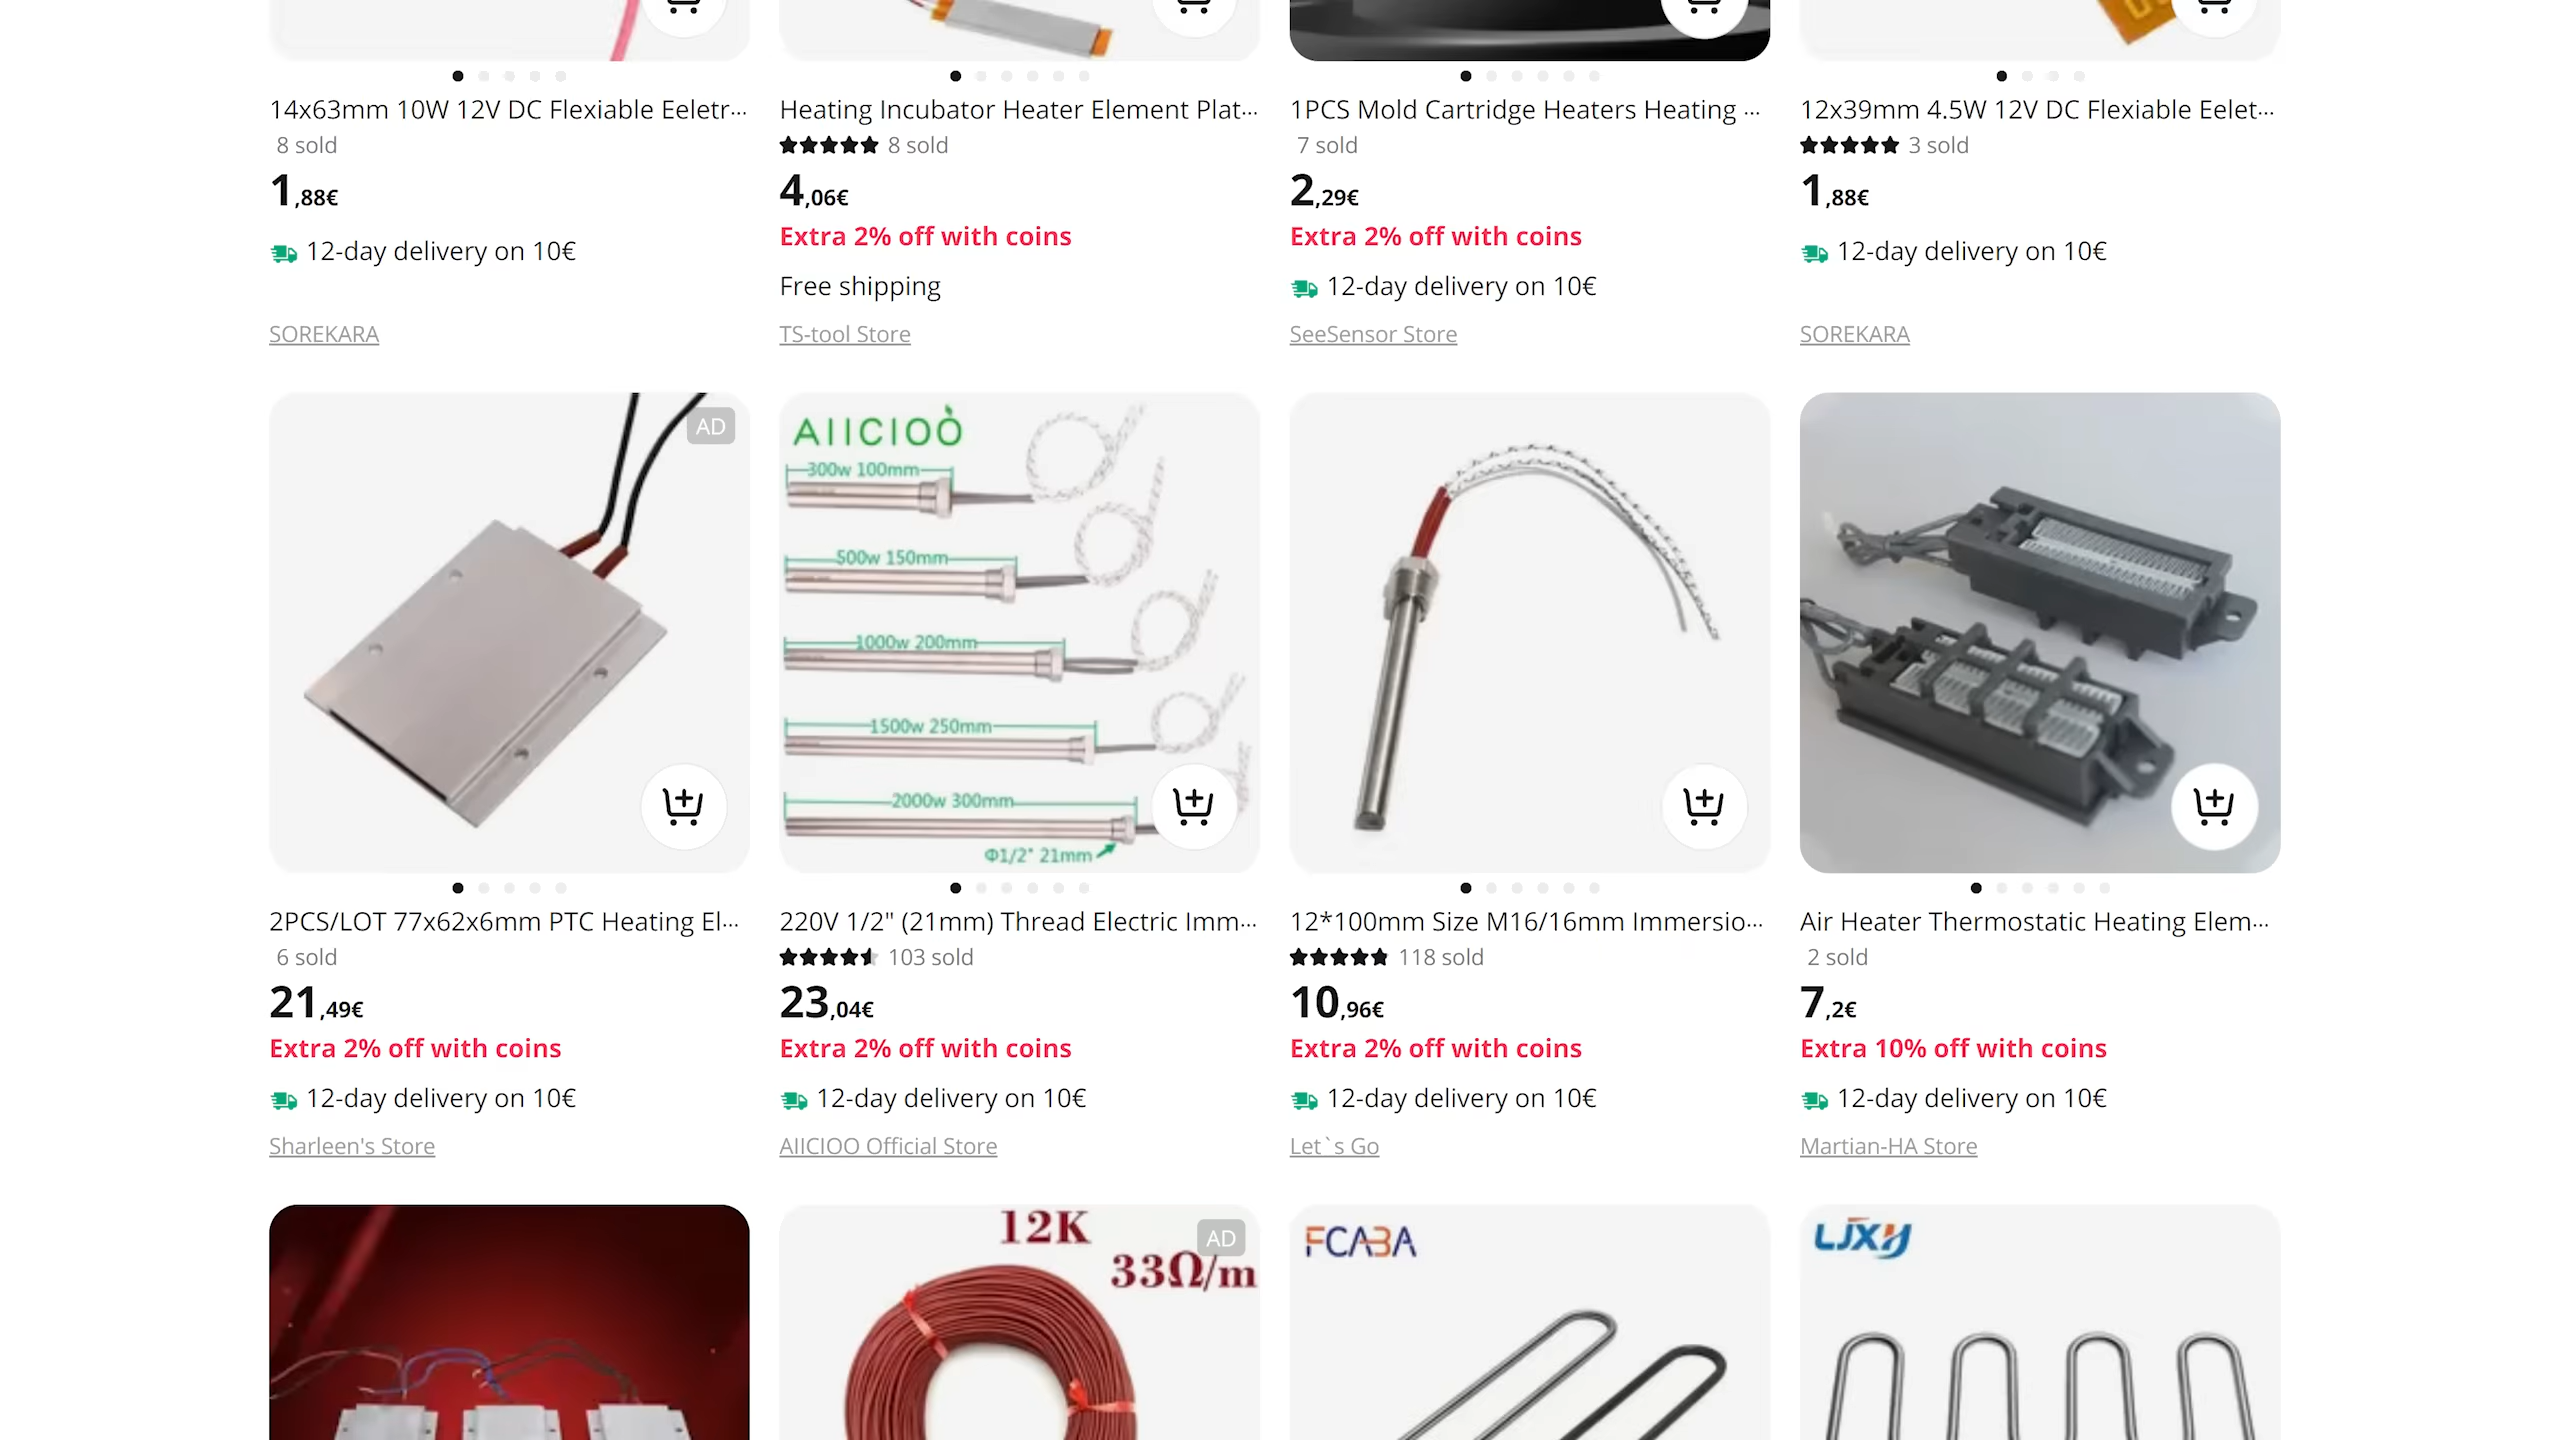 14x63mm 10W 12V DC Flexiable Eeletr...
8 sold
1,88€
12-day delivery on 10€
SOREKARA
Heating Incubator Heater Element Plat...
8 sold
4,06€
Extra 2% off with coins
Free shipping
TS-tool Store
1PCS Mold Cartridge Heaters Heating ...
7 sold
2,29€
Extra 2% off with coins
12-day delivery on 10€
SeeSensor Store
12x39mm 4.5W 12V DC Flexiable Eelet...
3 sold
1,88€
12-day delivery on 10€
SOREKARA
AD
2PCS/LOT 77x62x6mm PTC Heating El...
6 sold
21,49€
Extra 2% off with coins
12-day delivery on 10€
Sharleen's Store
AIICIOO
300w 100mm
500w 150mm
1000w 200mm
1500w 250mm
2000w 300mm
Φ1/2" 21mm
220V 1/2" (21mm) Thread Electric Imm...
103 sold
23,04€
Extra 2% off with coins
12-day delivery on 10€
AIICIOO Official Store
12*100mm Size M16/16mm Immersio...
118 sold
10,96€
Extra 2% off with coins
12-day delivery on 10€
Let`s Go
Air Heater Thermostatic Heating Elem...
2 sold
7,2€
Extra 10% off with coins
12-day delivery on 10€
Martian-HA Store
12K
AD
33Ω/m
FCABA
LJXH